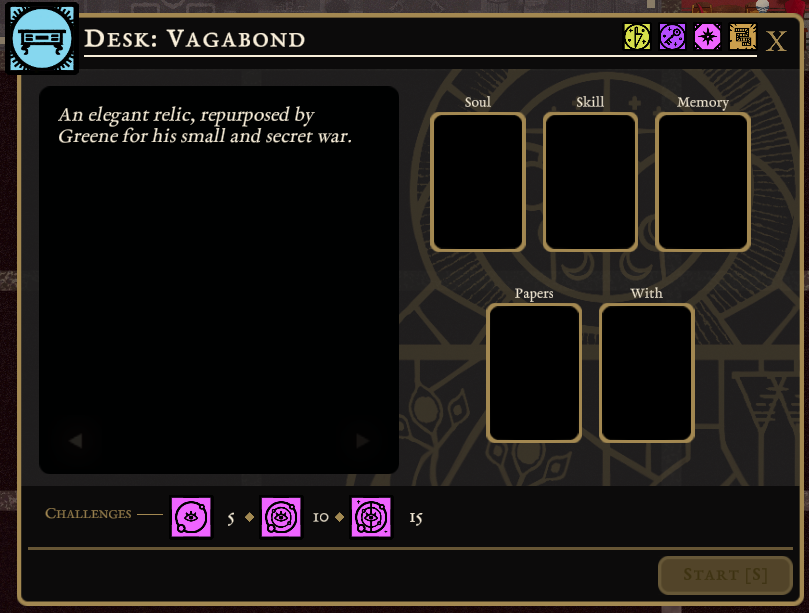 Desk: Vagabond
X
An elegant relic, repurposed by
Greene for his small and secret war.
Soul
Skill
Memory
Papers
With
Challenges
5
10
15
Start [S]